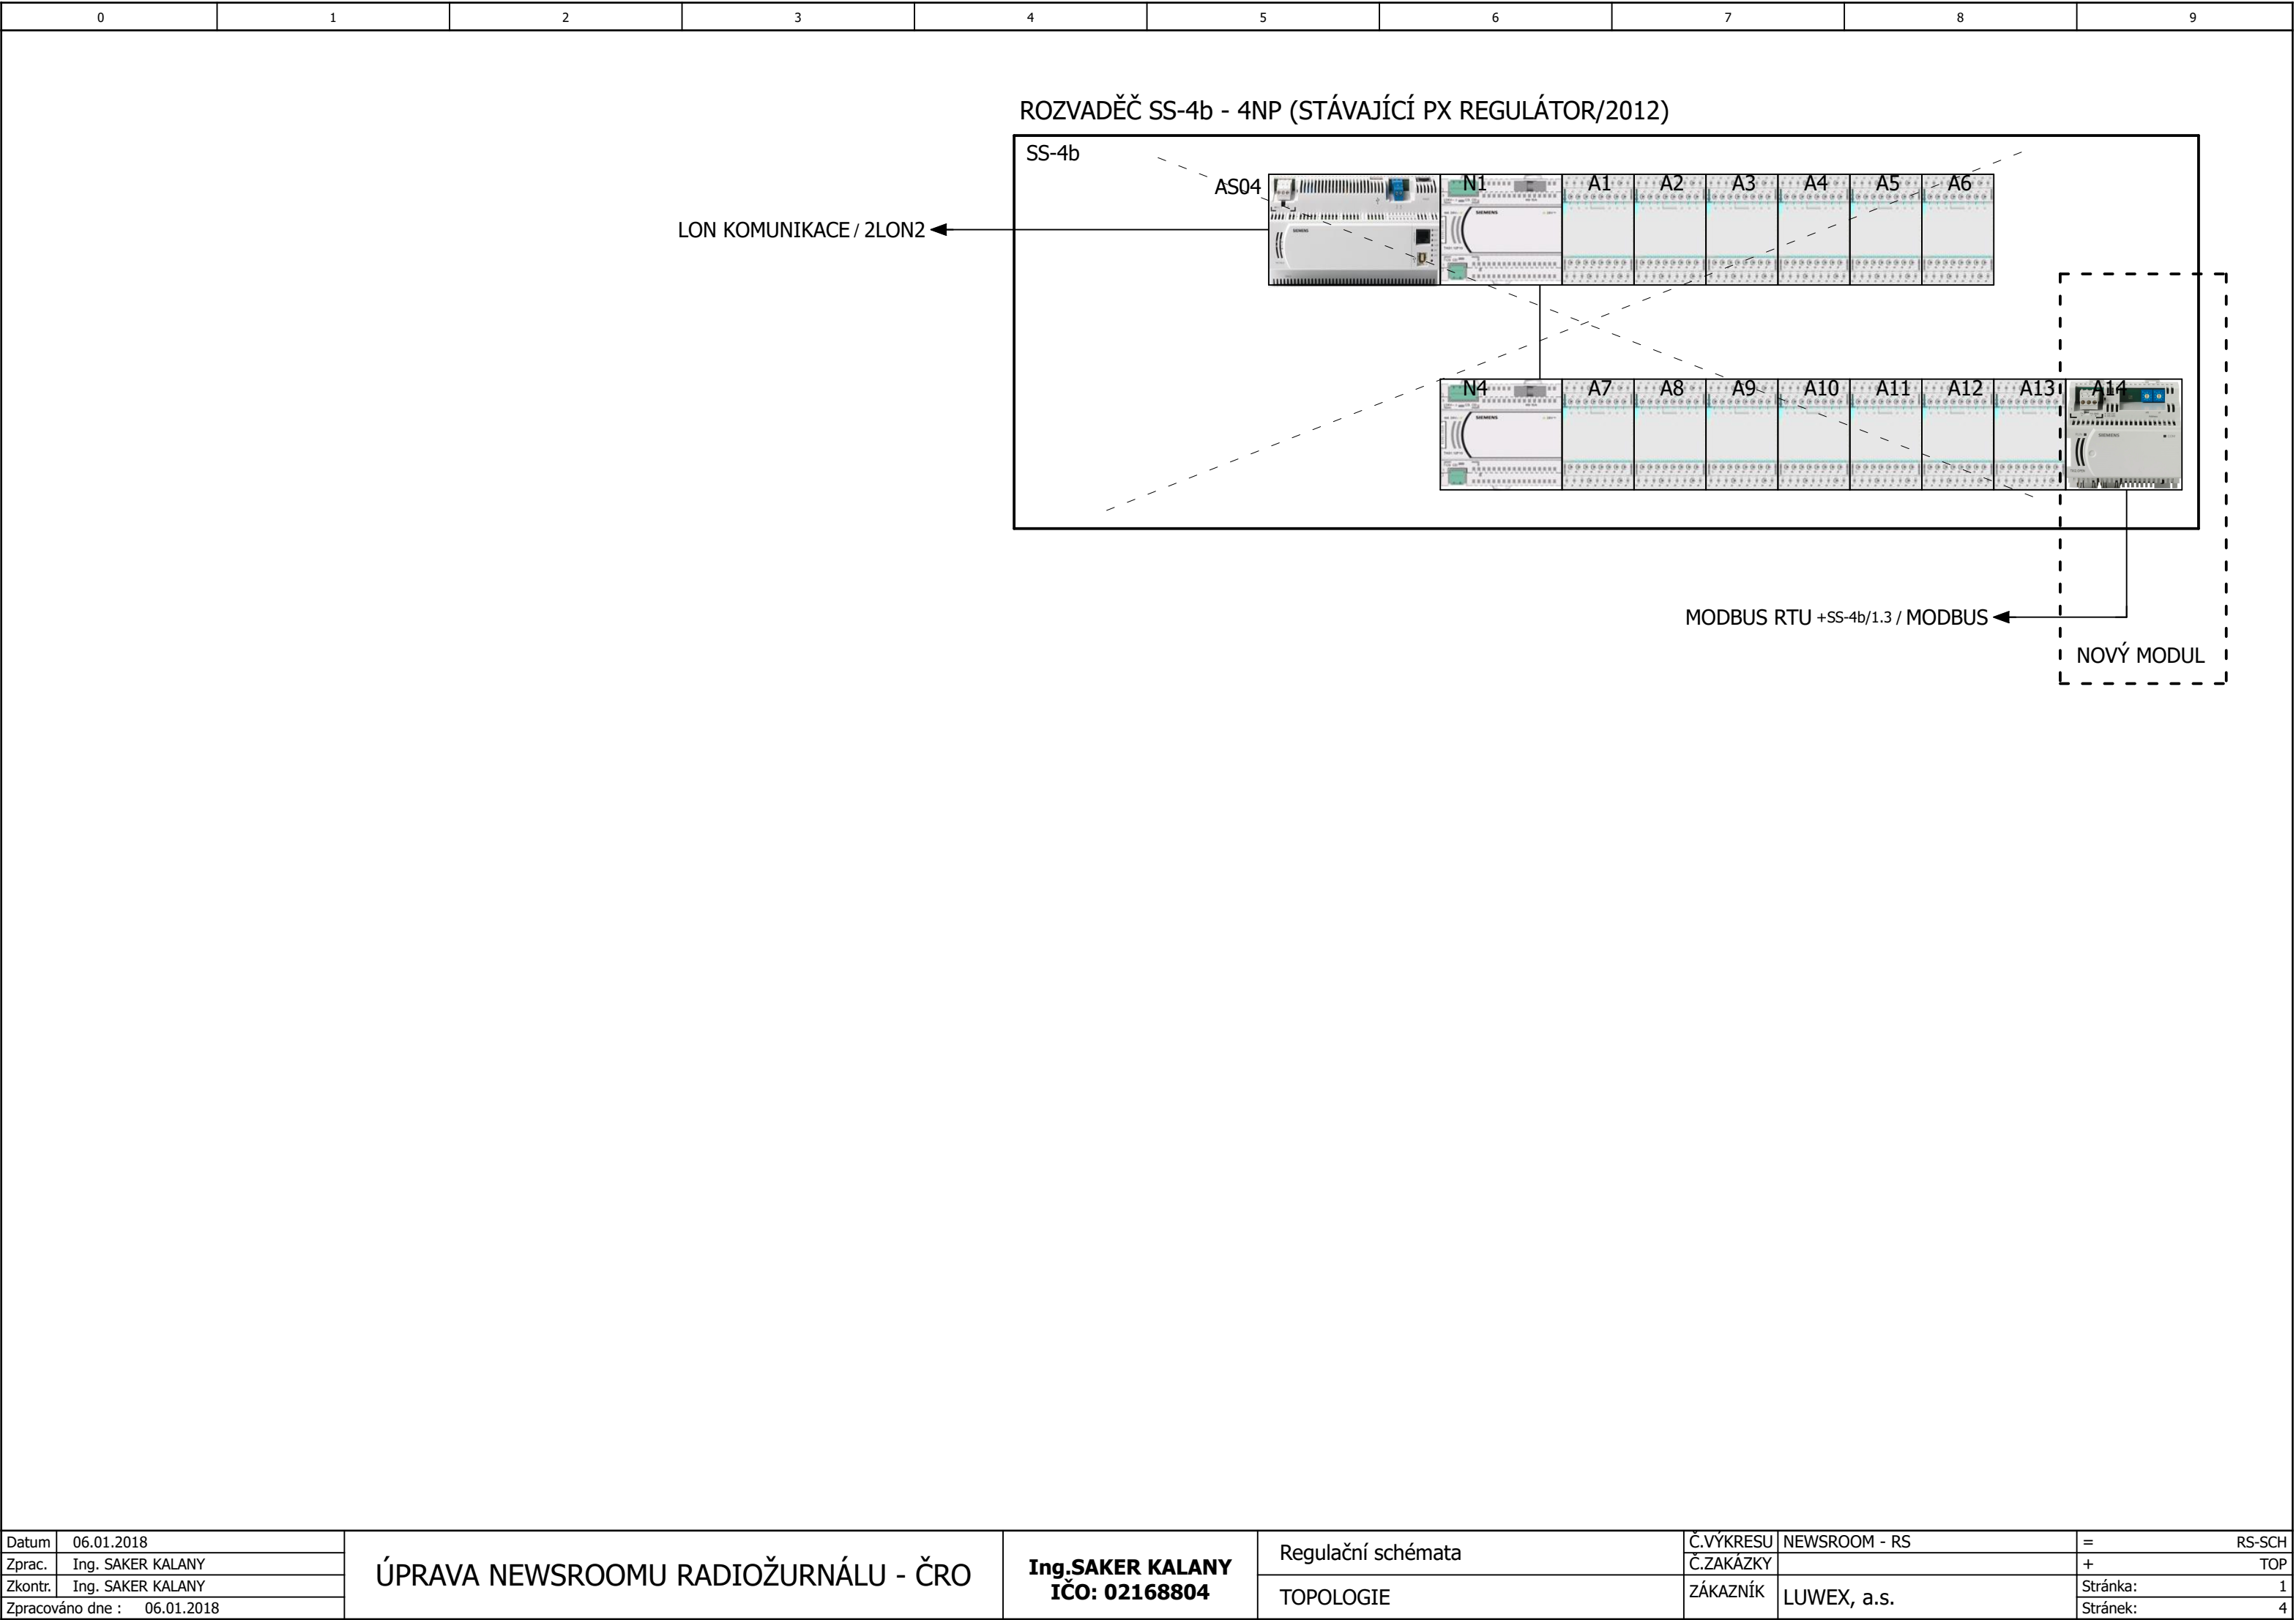 0 1 2 3 4 5 6 7 8 9
ROZVADĚČ SS-4b - 4NP (STÁVAJÍCÍ PX REGULÁTOR/2012)
SS-4b
AS04 N1 A1 A2 A3 A4 A5 A6
SIEMENS SIEMENS
LON KOMUNIKACE / 2LON2
N4 A7 A8 A9 A10 A11 A12 A13 A14
SIEMENS SIEMENS
MODBUS RTU +SS-4b/1.3 / MODBUS
NOVÝ MODUL
Datum 06.01.2018
Zprac. Ing. SAKER KALANY
Zkontr. Ing. SAKER KALANY
Zpracováno dne : 06.01.2018
ÚPRAVA NEWSROOMU RADIOŽURNÁLU - ČRO
Ing.SAKER KALANY
IČO: 02168804
Regulační schémata
TOPOLOGIE
Č.VÝKRESU NEWSROOM - RS
Č.ZAKÁZKY
ZÁKAZNÍK LUWEX, a.s.
= RS-SCH
+ TOP
Stránka: 1
Stránek: 4